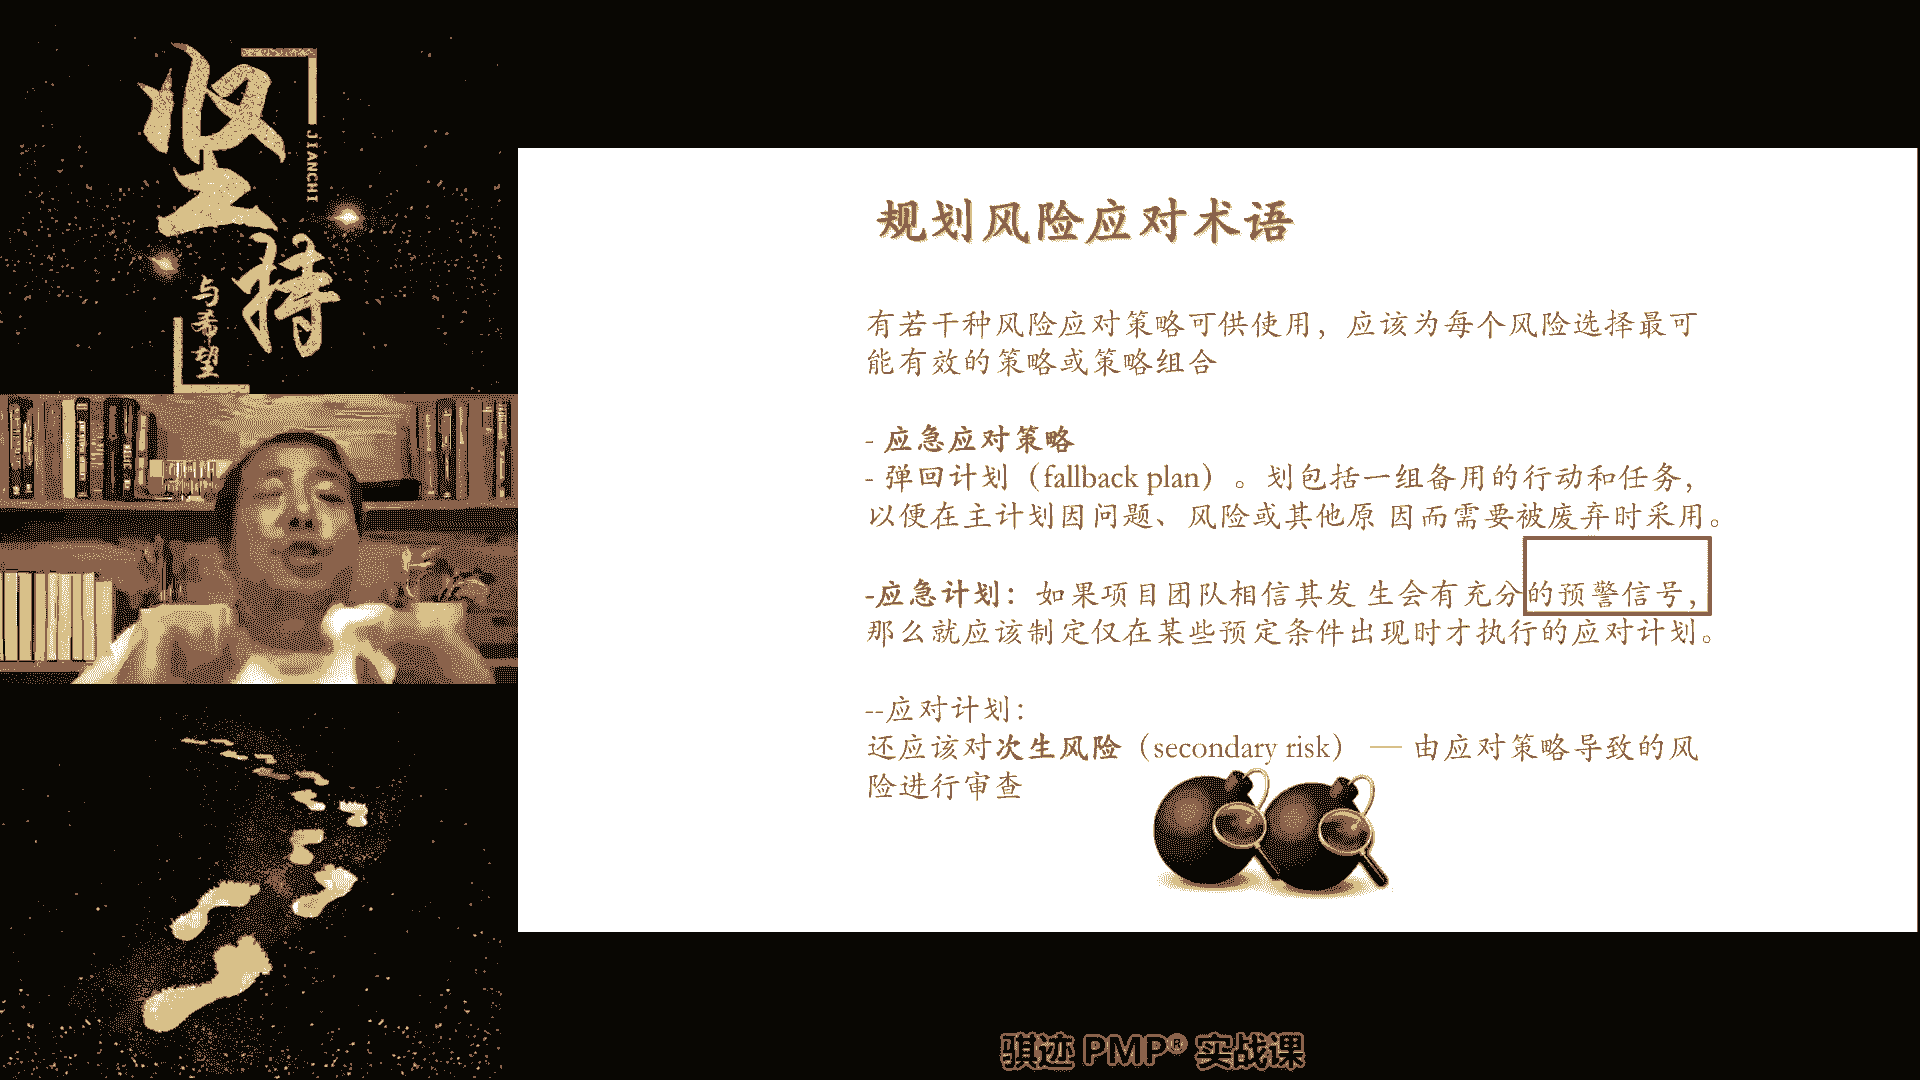 坚持
JIANCHI
与希望
规划风险应对术语
有若干种风险应对策略可供使用，应该为每个风险选择最可
能有效的策略或策略组合
- 应急应对策略
- 弹回计划（fallback plan）。划包括一组备用的行动和任务，
以便在主计划因问题、风险或其他原 因而需要被废弃时采用。
-应急计划：如果项目团队相信其发 生会有充分的预警信号，
那么就应该制定仅在某些预定条件出现时才执行的应对计划。
--应对计划：
还应该对次生风险（secondary risk） — 由应对策略导致的风
险进行审查
骐迹 PMP® 实战课